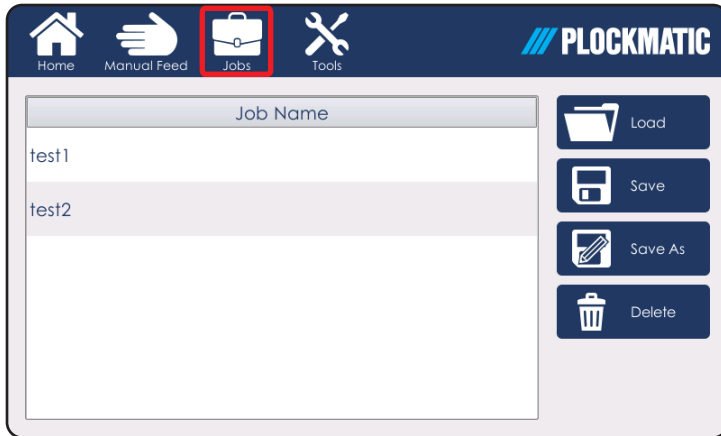 PLOCKMATIC
Home
Manual Feed
Jobs
Tools
Job Name
Load
test1
Save
test2
Save As
Delete